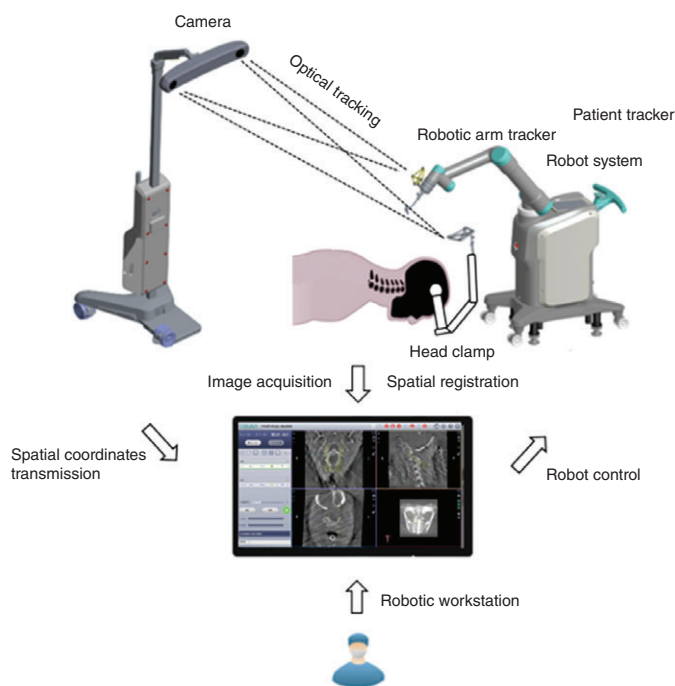 Camera
Optical tracking
Patient tracker
Robotic arm tracker
Robot system
Head clamp
Image acquisition
Spatial registration
Spatial coordinates
transmission
Robot control
Robotic workstation